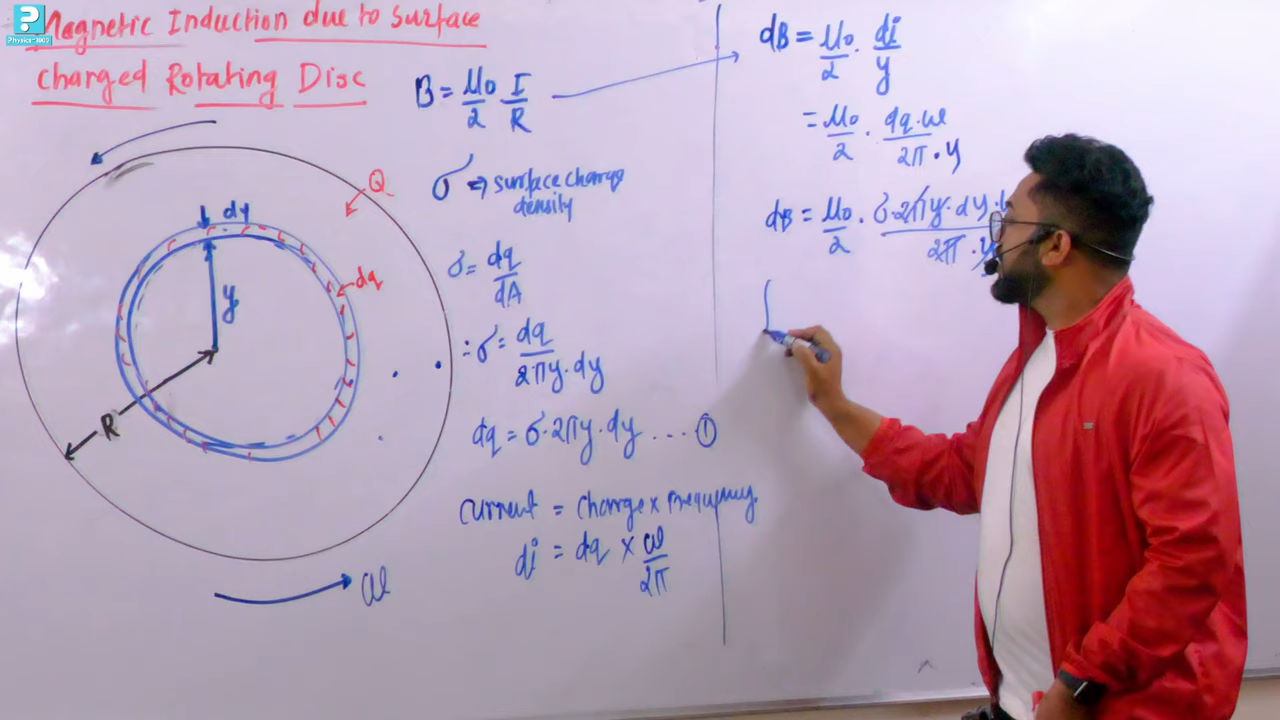 ?
Physics-1803
Magnetic Induction due to Surface
Charged Rotating Disc
B = μ₀/2 I/R
σ ⇒ surface charge
density
Q
dy
dq
y
R
ω
σ = dq/dA
∴ σ = dq/2πy·dy
dq = σ·2πy·dy ....①
Current = Charge × Frequency
di = dq × ω/2π
dB = μ₀/2 · di/y
= μ₀/2 · dq·ω/2π·y
dB = μ₀/2 · σ·2πy·dy·/2π·y